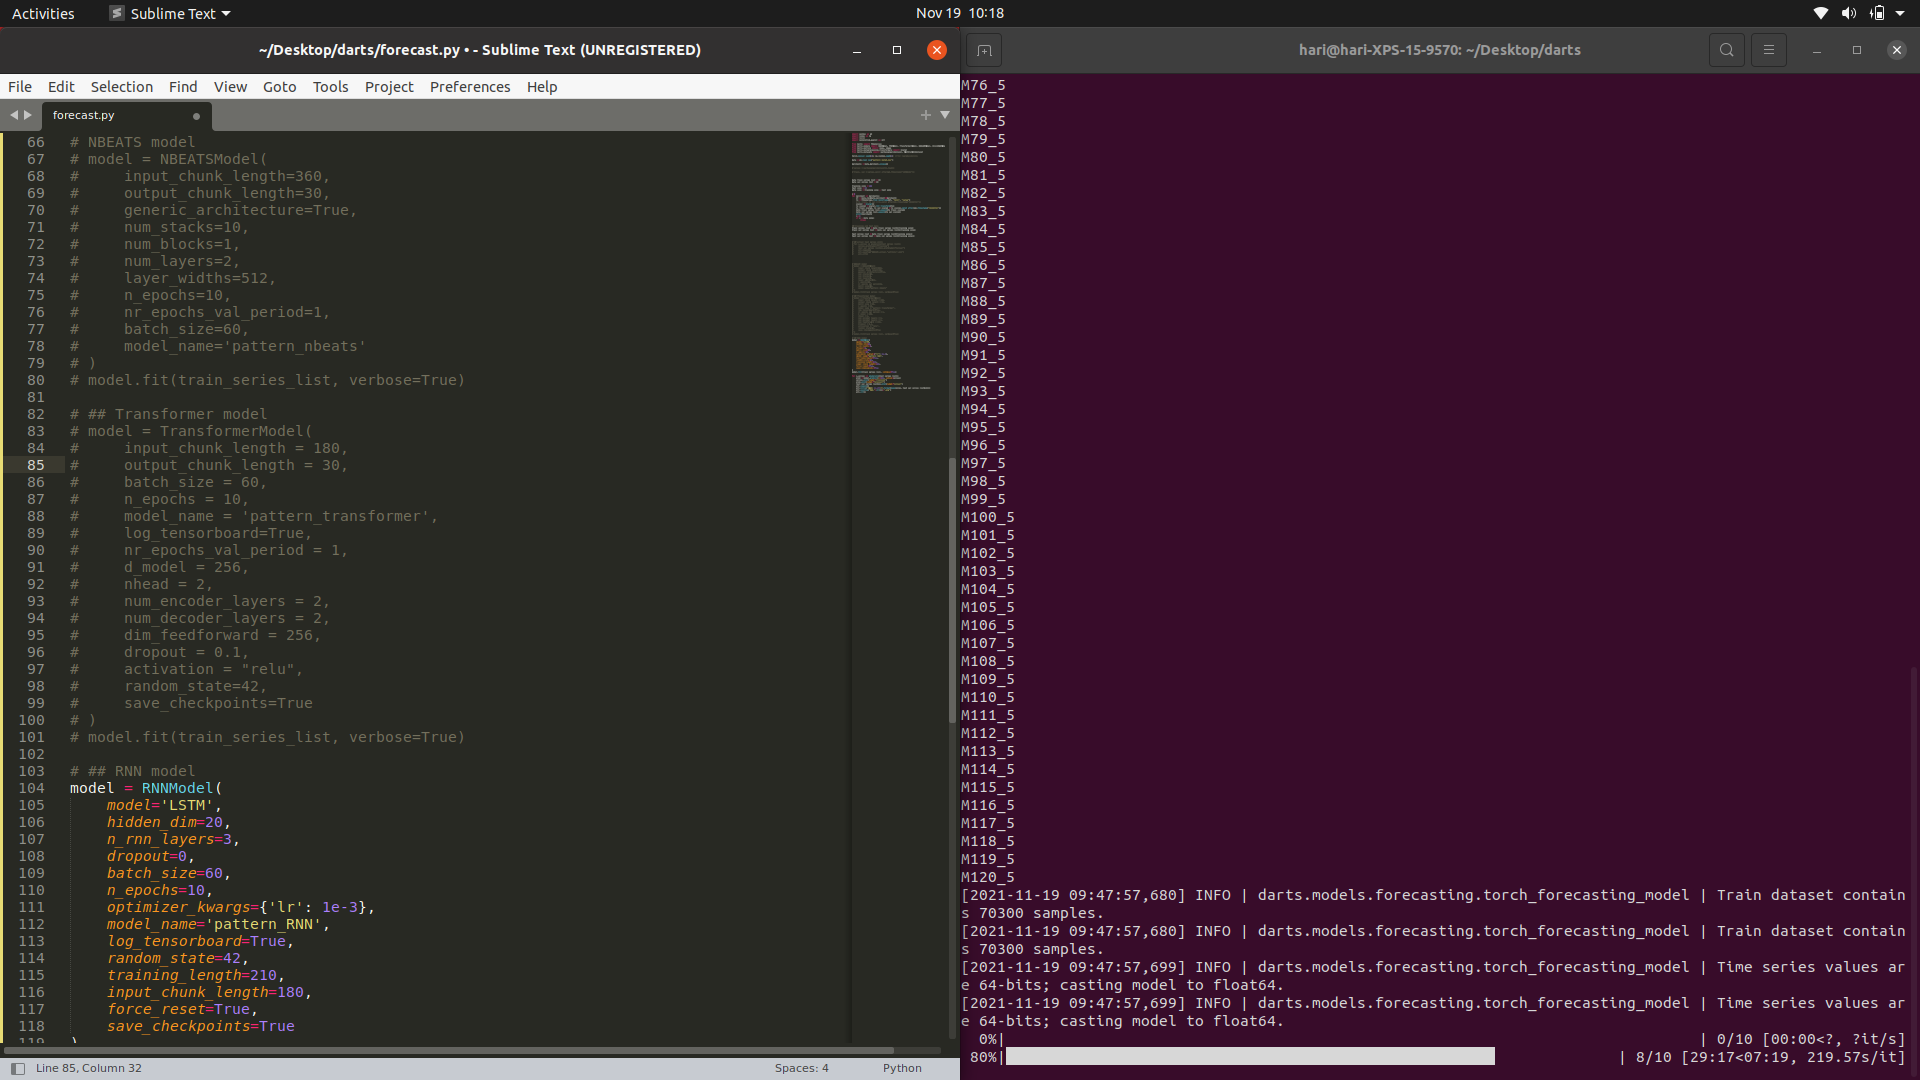 Activities
Sublime Text
Nov 19 10:18
~/Desktop/darts/forecast.py • - Sublime Text (UNREGISTERED)
File Edit Selection Find View Goto Tools Project Preferences Help
forecast.py
66 # NBEATS model
67 # model = NBEATSModel(
68 #     input_chunk_length=360,
69 #     output_chunk_length=30,
70 #     generic_architecture=True,
71 #     num_stacks=10,
72 #     num_blocks=1,
73 #     num_layers=2,
74 #     layer_widths=512,
75 #     n_epochs=10,
76 #     nr_epochs_val_period=1,
77 #     batch_size=60,
78 #     model_name='pattern_nbeats'
79 # )
80 # model.fit(train_series_list, verbose=True)
81
82 # ## Transformer model
83 # model = TransformerModel(
84 #     input_chunk_length = 180,
85 #     output_chunk_length = 30,
86 #     batch_size = 60,
87 #     n_epochs = 10,
88 #     model_name = 'pattern_transformer',
89 #     log_tensorboard=True,
90 #     nr_epochs_val_period = 1,
91 #     d_model = 256,
92 #     nhead = 2,
93 #     num_encoder_layers = 2,
94 #     num_decoder_layers = 2,
95 #     dim_feedforward = 256,
96 #     dropout = 0.1,
97 #     activation = "relu",
98 #     random_state=42,
99 #     save_checkpoints=True
100 # )
101 # model.fit(train_series_list, verbose=True)
102
103 # ## RNN model
104 model = RNNModel(
105     model='LSTM',
106     hidden_dim=20,
107     n_rnn_layers=3,
108     dropout=0,
109     batch_size=60,
110     n_epochs=10,
111     optimizer_kwargs={'lr': 1e-3},
112     model_name='pattern_RNN',
113     log_tensorboard=True,
114     random_state=42,
115     training_length=210,
116     input_chunk_length=180,
117     force_reset=True,
118     save_checkpoints=True
119 )
Line 85, Column 32
Spaces: 4
Python
hari@hari-XPS-15-9570: ~/Desktop/darts
M76_5
M77_5
M78_5
M79_5
M80_5
M81_5
M82_5
M83_5
M84_5
M85_5
M86_5
M87_5
M88_5
M89_5
M90_5
M91_5
M92_5
M93_5
M94_5
M95_5
M96_5
M97_5
M98_5
M99_5
M100_5
M101_5
M102_5
M103_5
M104_5
M105_5
M106_5
M107_5
M108_5
M109_5
M110_5
M111_5
M112_5
M113_5
M114_5
M115_5
M116_5
M117_5
M118_5
M119_5
M120_5
[2021-11-19 09:47:57,680] INFO | darts.models.forecasting.torch_forecasting_model | Train dataset contain
s 70300 samples.
[2021-11-19 09:47:57,680] INFO | darts.models.forecasting.torch_forecasting_model | Train dataset contain
s 70300 samples.
[2021-11-19 09:47:57,699] INFO | darts.models.forecasting.torch_forecasting_model | Time series values ar
e 64-bits; casting model to float64.
[2021-11-19 09:47:57,699] INFO | darts.models.forecasting.torch_forecasting_model | Time series values ar
e 64-bits; casting model to float64.
0%| | 0/10 [00:00<?, ?it/s]
80%| | 8/10 [29:17<07:19, 219.57s/it]